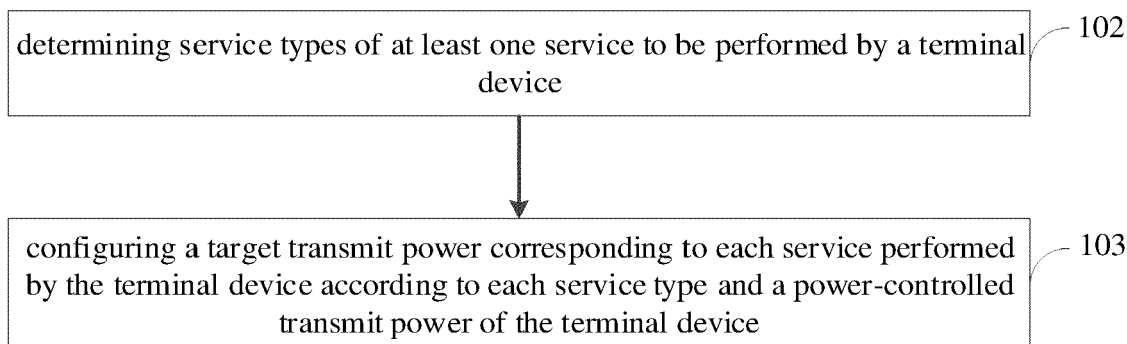 determining service types of at least one service to be performed by a terminal
device
102
configuring a target transmit power corresponding to each service performed
by the terminal device according to each service type and a power-controlled
transmit power of the terminal device
103